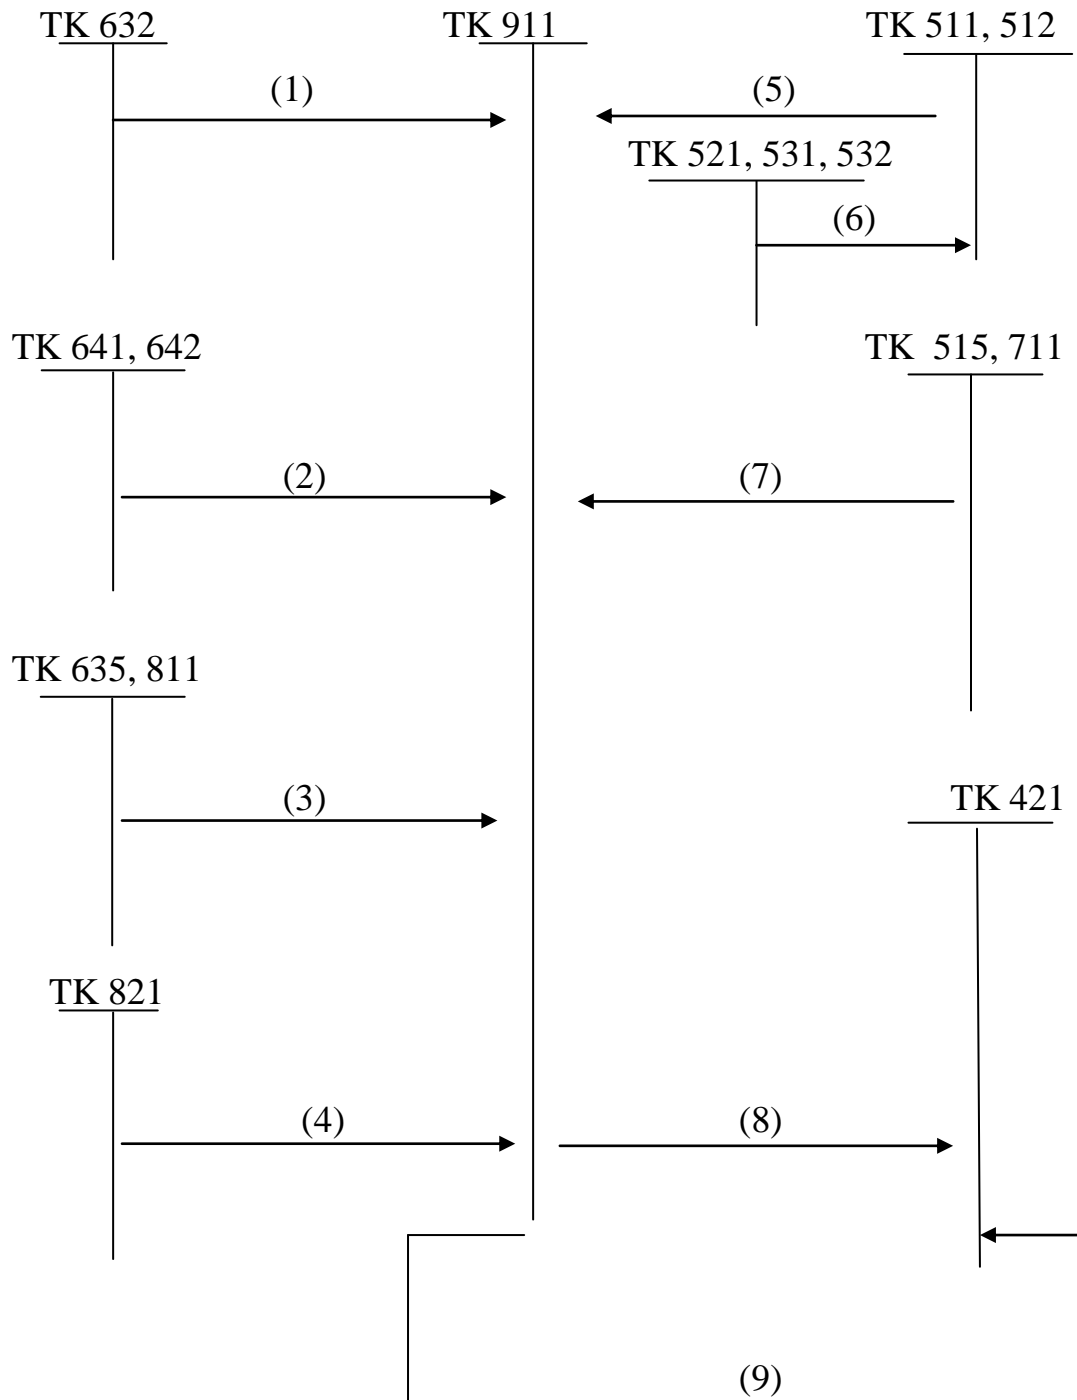 TK 632 TK 911 TK 511, 512
(1) (5)
TK 521, 531, 532
(6)
TK 641, 642 TK 515, 711
(2) (7)
TK 635, 811
(3) TK 421
TK 821
(4) (8)
(9)